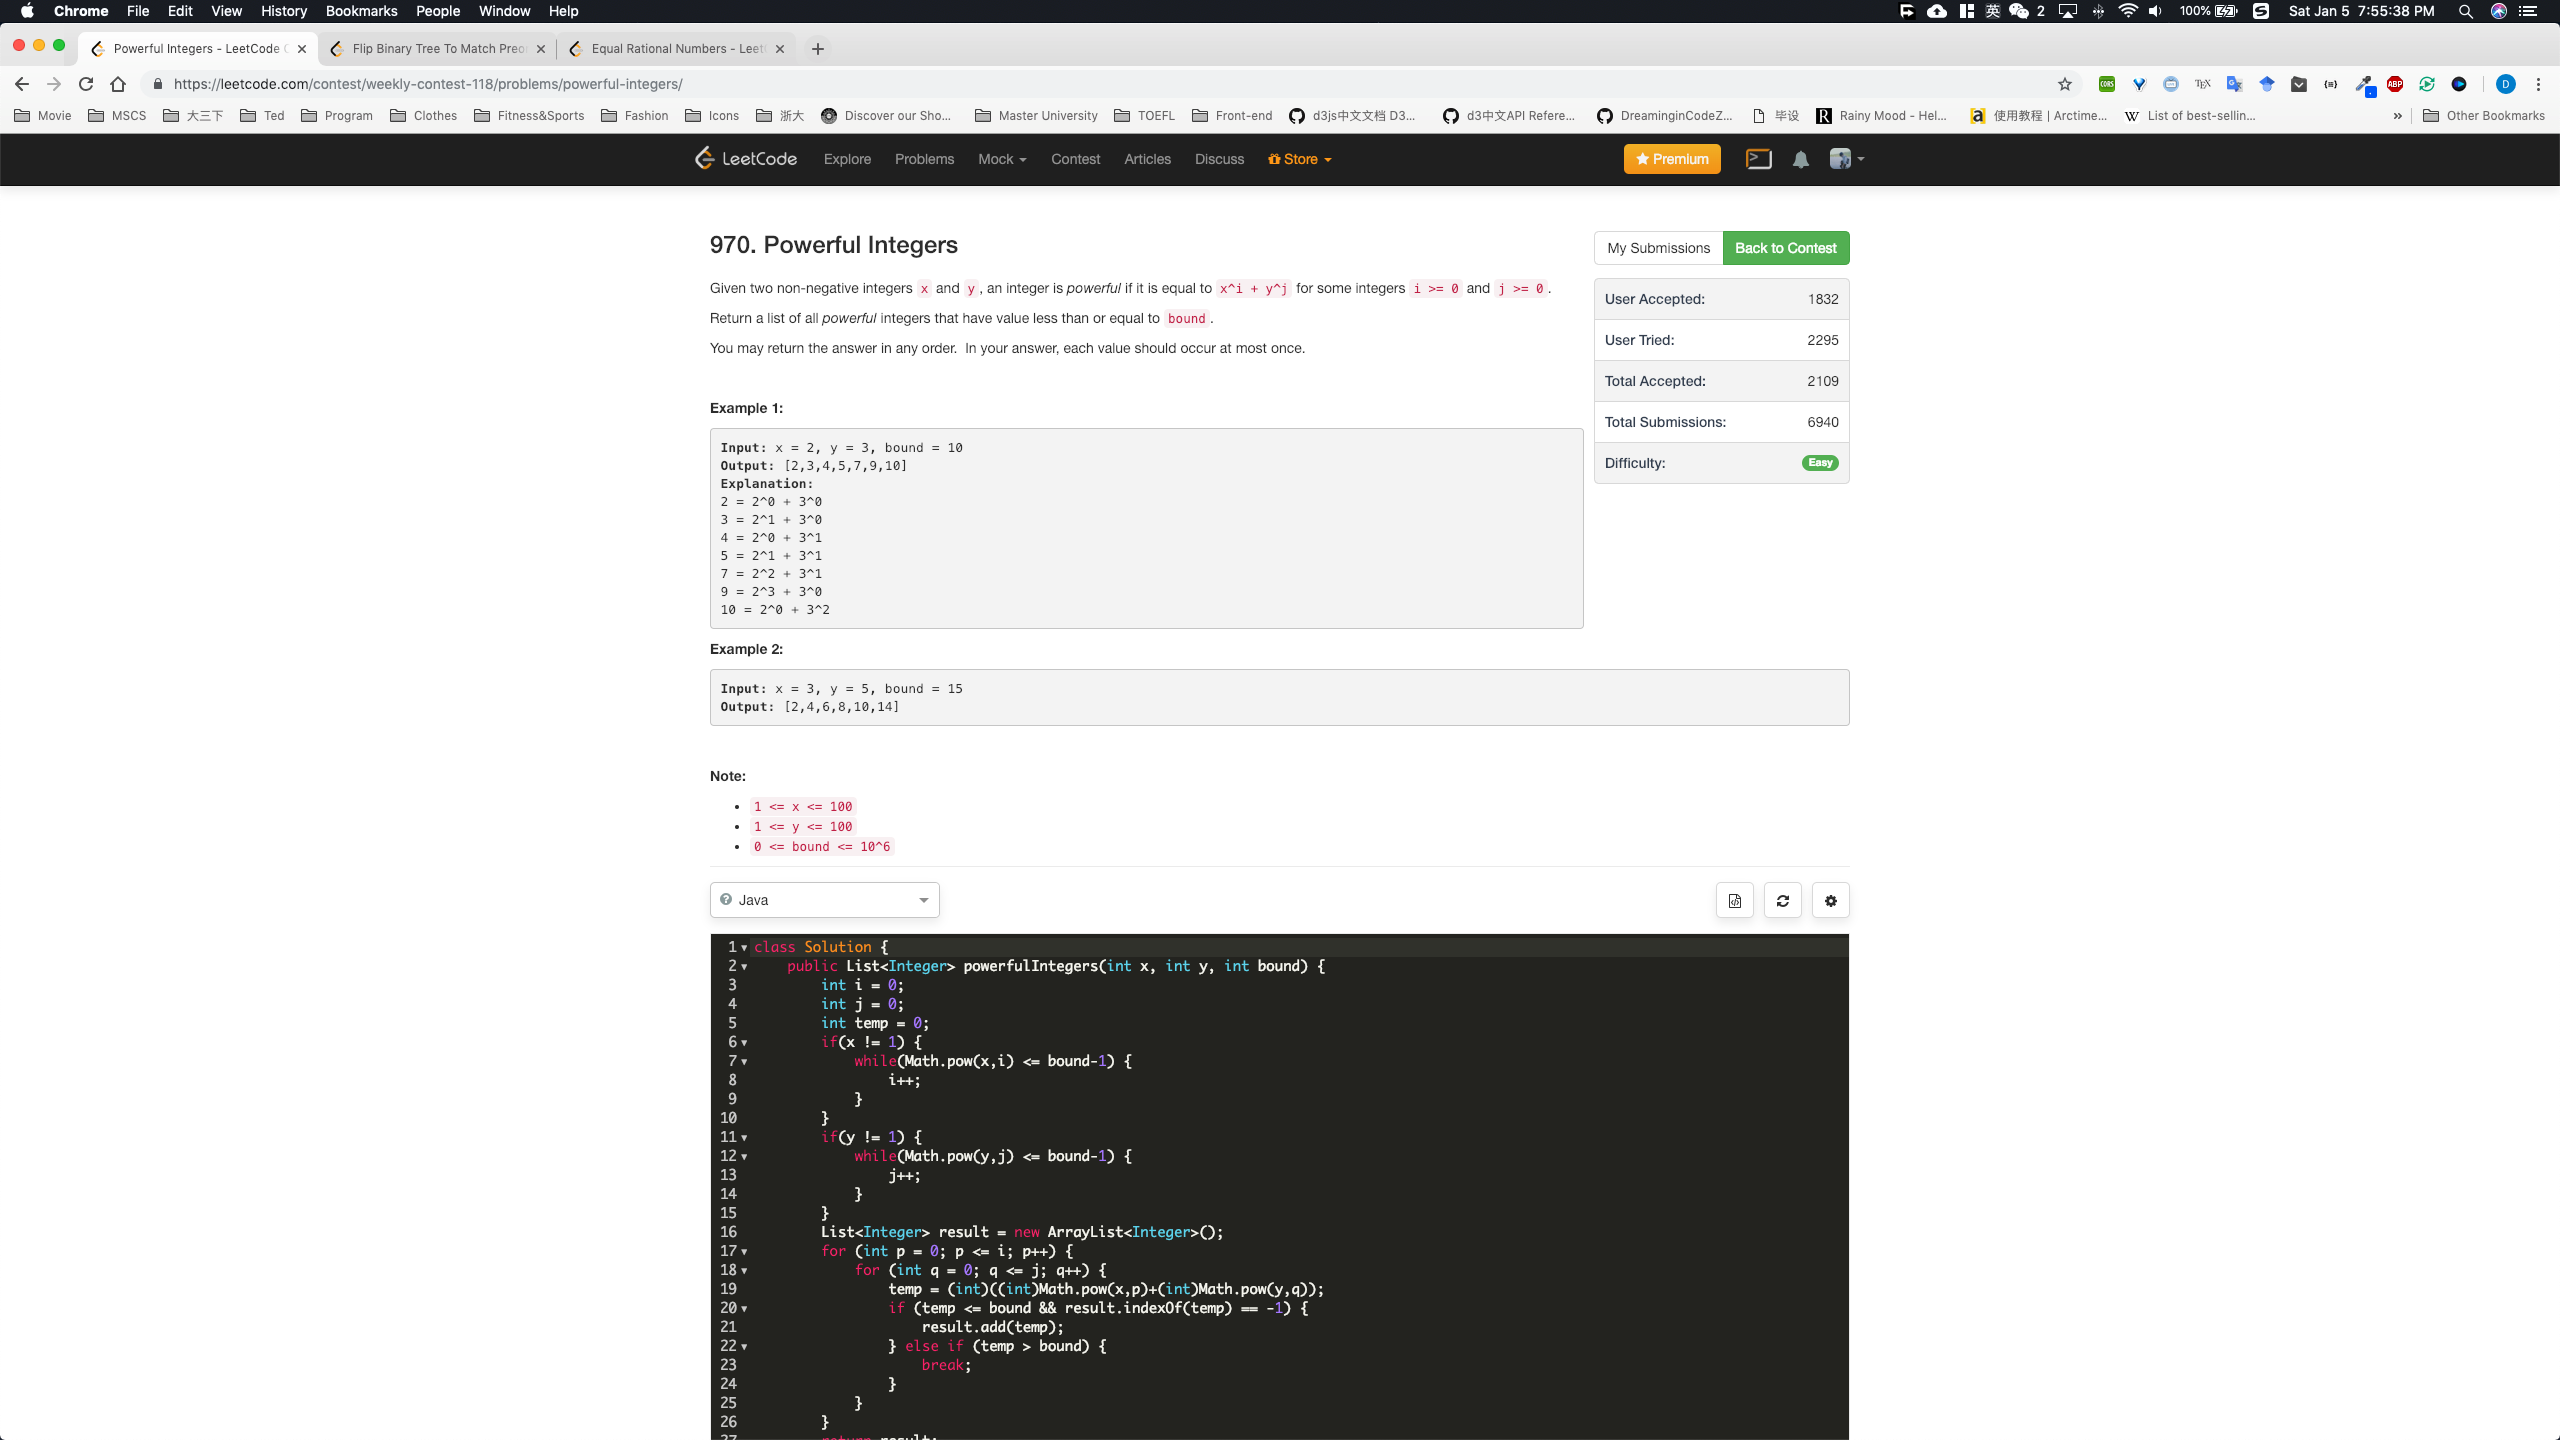 Chrome File Edit View History Bookmarks People Window Help
英 2 100% Sat Jan 5 7:55:38 PM
Powerful Integers - LeetCode
Flip Binary Tree To Match Preor
Equal Rational Numbers - Leet
https://leetcode.com/contest/weekly-contest-118/problems/powerful-integers/
CORS TEX ABP D
Movie MSCS 大三下 Ted Program Clothes Fitness&Sports Fashion Icons 浙大 Discover our Sho... Master University TOEFL Front-end d3js中文文档 D3... d3中文API Refere... DreaminginCodeZ... 毕设 Rainy Mood - Hel... 使用教程 | Arctime... List of best-sellin... » Other Bookmarks
LeetCode Explore Problems Mock Contest Articles Discuss Store Premium
970. Powerful Integers
My Submissions Back to Contest
Given two non-negative integers x and y, an integer is powerful if it is equal to x^i + y^j for some integers i >= 0 and j >= 0.
Return a list of all powerful integers that have value less than or equal to bound.
You may return the answer in any order. In your answer, each value should occur at most once.
User Accepted: 1832
User Tried: 2295
Total Accepted: 2109
Total Submissions: 6940
Difficulty: Easy
Example 1:
Input: x = 2, y = 3, bound = 10
Output: [2,3,4,5,7,9,10]
Explanation:
2 = 2^0 + 3^0
3 = 2^1 + 3^0
4 = 2^0 + 3^1
5 = 2^1 + 3^1
7 = 2^2 + 3^1
9 = 2^3 + 3^0
10 = 2^0 + 3^2
Example 2:
Input: x = 3, y = 5, bound = 15
Output: [2,4,6,8,10,14]
Note:
• 1 <= x <= 100
• 1 <= y <= 100
• 0 <= bound <= 10^6
Java
1 class Solution {
2 public List<Integer> powerfulIntegers(int x, int y, int bound) {
3 int i = 0;
4 int j = 0;
5 int temp = 0;
6 if(x != 1) {
7 while(Math.pow(x,i) <= bound-1) {
8 i++;
9 }
10 }
11 if(y != 1) {
12 while(Math.pow(y,j) <= bound-1) {
13 j++;
14 }
15 }
16 List<Integer> result = new ArrayList<Integer>();
17 for (int p = 0; p <= i; p++) {
18 for (int q = 0; q <= j; q++) {
19 temp = (int)((int)Math.pow(x,p)+(int)Math.pow(y,q));
20 if (temp <= bound && result.indexOf(temp) == -1) {
21 result.add(temp);
22 } else if (temp > bound) {
23 break;
24 }
25 }
26 }
27 return result;